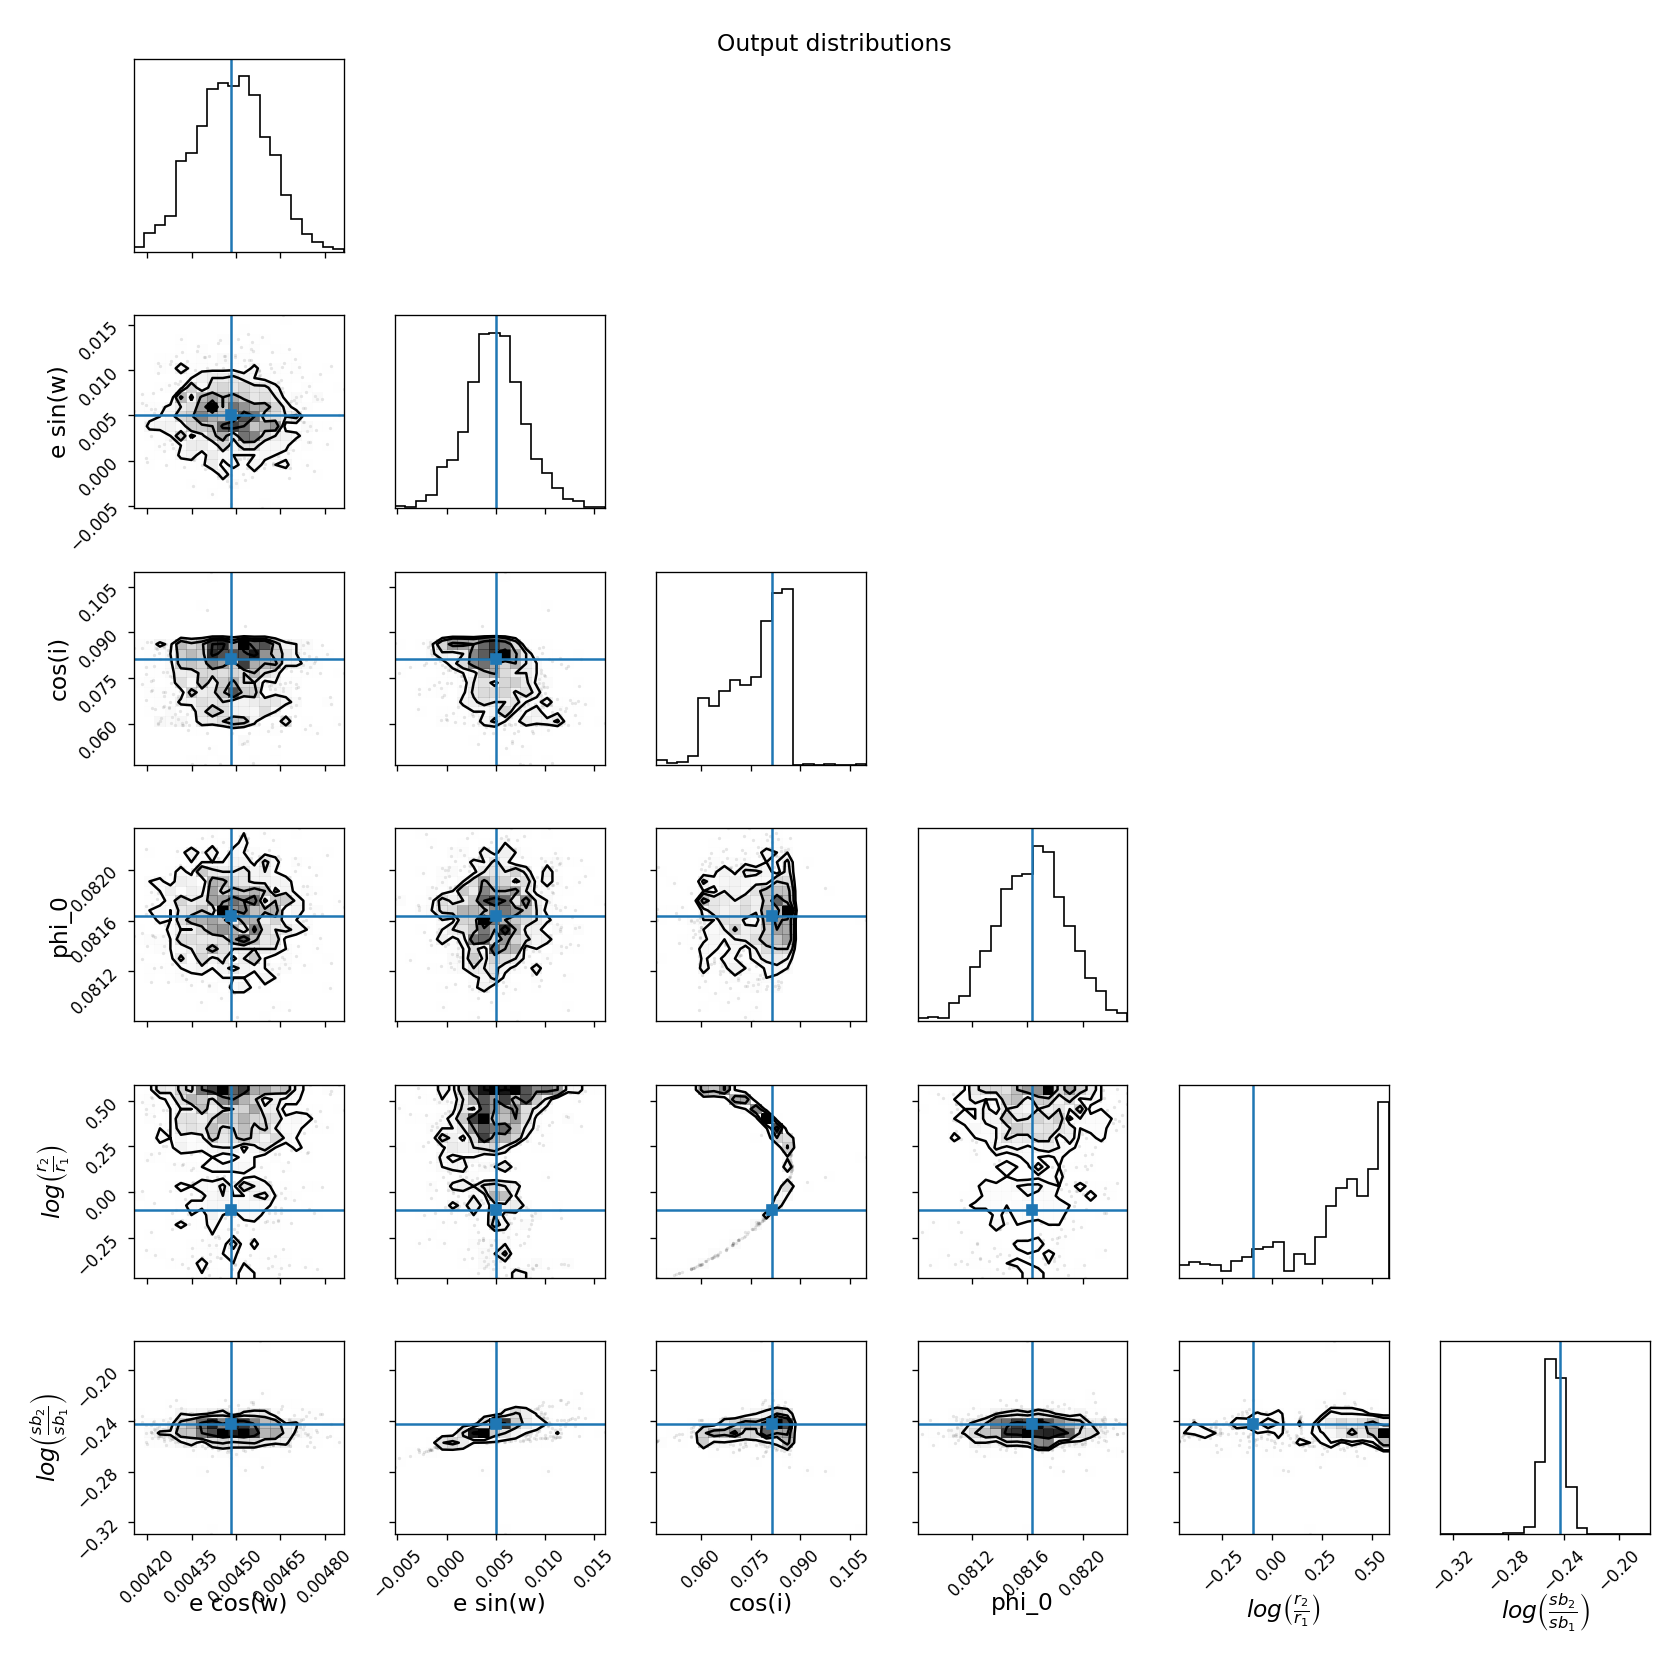 Output distributions
e sin(w)
0.015
0.010
0.005
0.000
−0.005
cos(i)
0.105
0.090
0.075
0.060
phi_0
0.0820
0.0816
0.0812
log(r₂/r₁)
0.50
0.25
0.00
−0.25
log(sb₂/sb₁)
−0.20
−0.24
−0.28
−0.32
0.00420 0.00435 0.00450 0.00465 0.00480
−0.005 0.000 0.005 0.010 0.015
0.060 0.075 0.090 0.105
0.0812 0.0816 0.0820
−0.25 0.00 0.25 0.50
−0.32 −0.28 −0.24 −0.20
e cos(w) e sin(w) cos(i) phi_0 log(r₂/r₁) log(sb₂/sb₁)